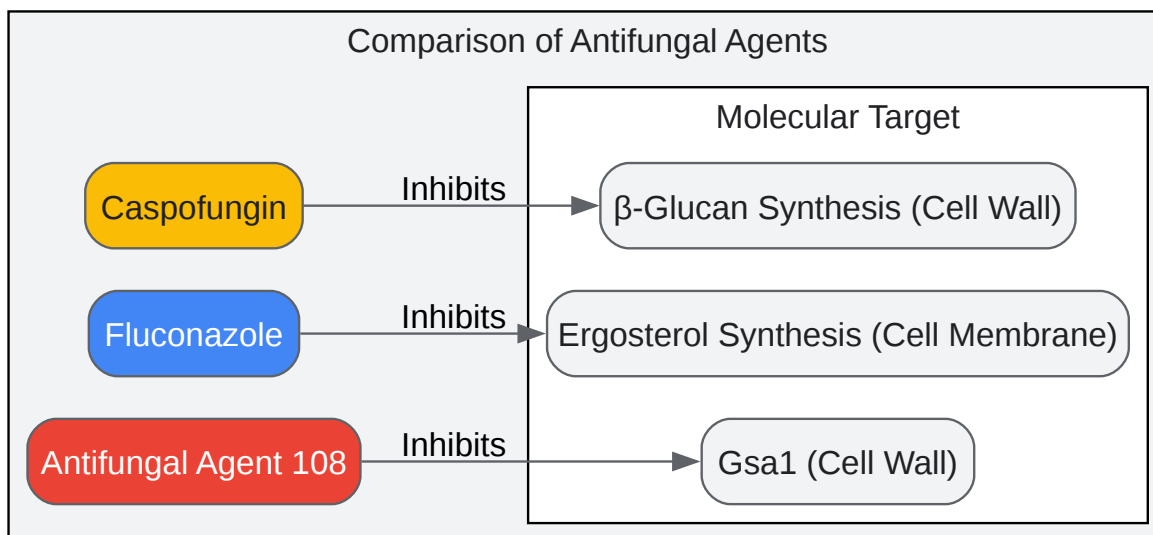 Comparison of Antifungal Agents
Molecular Target
Caspofungin
Inhibits
β-Glucan Synthesis (Cell Wall)
Fluconazole
Inhibits
Ergosterol Synthesis (Cell Membrane)
Antifungal Agent 108
Inhibits
Gsa1 (Cell Wall)